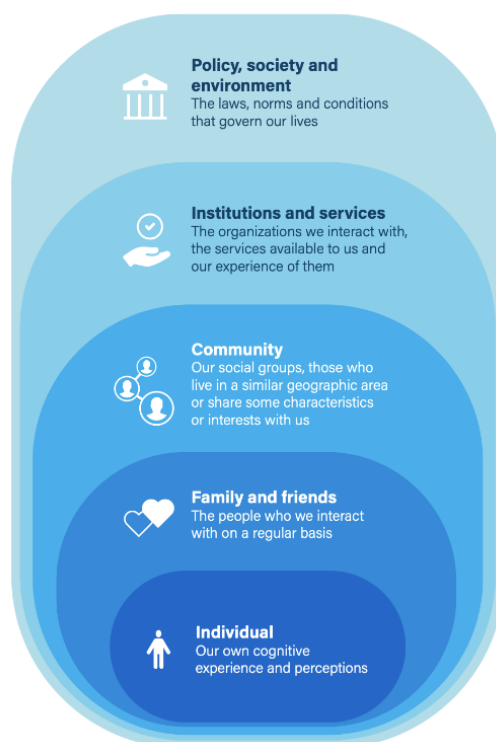 Policy, society and
environment
The laws, norms and conditions
that govern our lives
Institutions and services
The organizations we interact with,
the services available to us and
our experience of them
Community
Our social groups, those who
live in a similar geographic area
or share some characteristics
or interests with us
Family and friends
The people who we interact
with on a regular basis
Individual
Our own cognitive
experience and perceptions